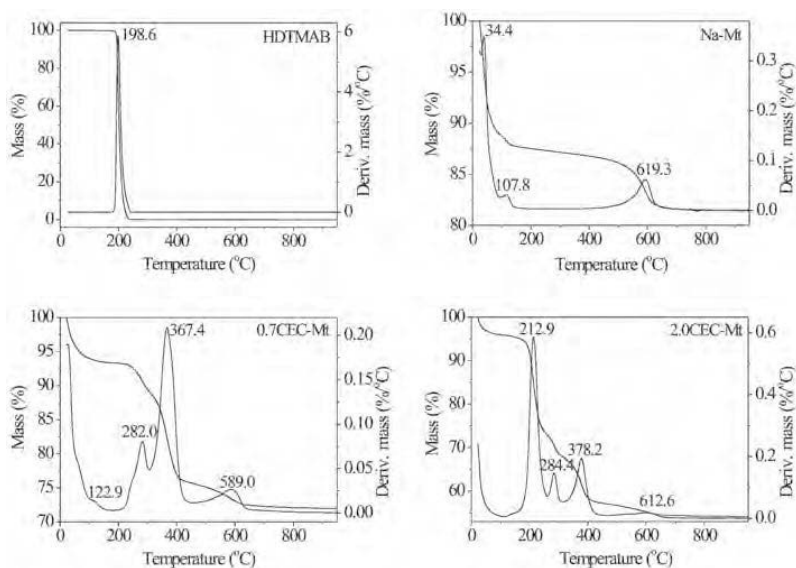 198.6
HDTMAB
100
80
60
40
20
0
6
4
2
0
0 200 400 600 800
Mass (%)
Deriv. mass (%/°C)
Temperature (°C)
34.4
Na-Mt
100
95
90
85
80
0.3
0.2
0.1
0.0
107.8
619.3
0 200 400 600 800
Mass (%)
Deriv. mass (%/°C)
Temperature (°C)
367.4
0.7CEC-Mt
100
95
90
85
80
75
70
0.20
0.15
0.10
0.05
0.00
282.0
122.9
589.0
0 200 400 600 800
Mass (%)
Deriv. mass (%/°C)
Temperature (°C)
212.9
2.0CEC-Mt
100
90
80
70
60
0.6
0.4
0.2
0.0
378.2
284.4
612.6
0 200 400 600 800
Mass (%)
Deriv. mass (%/°C)
Temperature (°C)